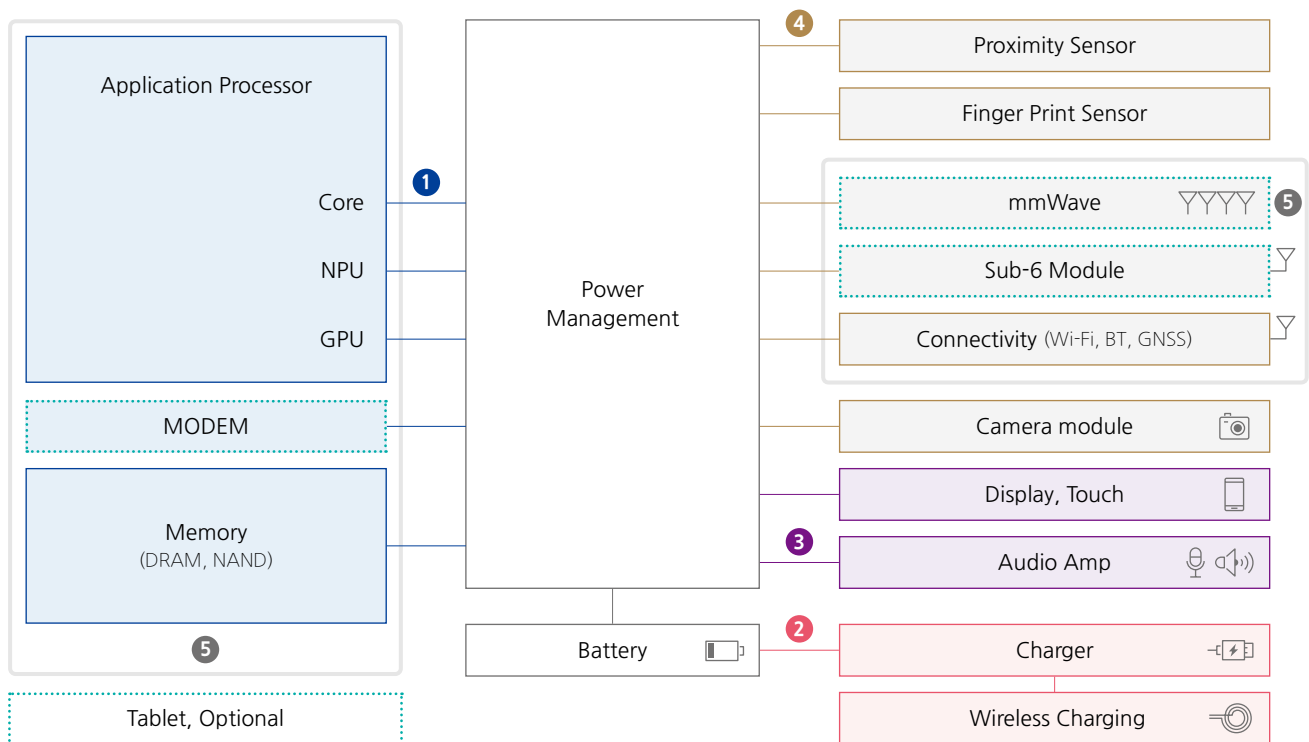 Application Processor
Core
NPU
GPU
MODEM
Memory
(DRAM, NAND)
5
Tablet, Optional
1
Power
Management
Battery
4
Proximity Sensor
Finger Print Sensor
mmWave
5
Sub-6 Module
Connectivity (Wi-Fi, BT, GNSS)
Camera module
Display, Touch
3
Audio Amp
2
Charger
Wireless Charging